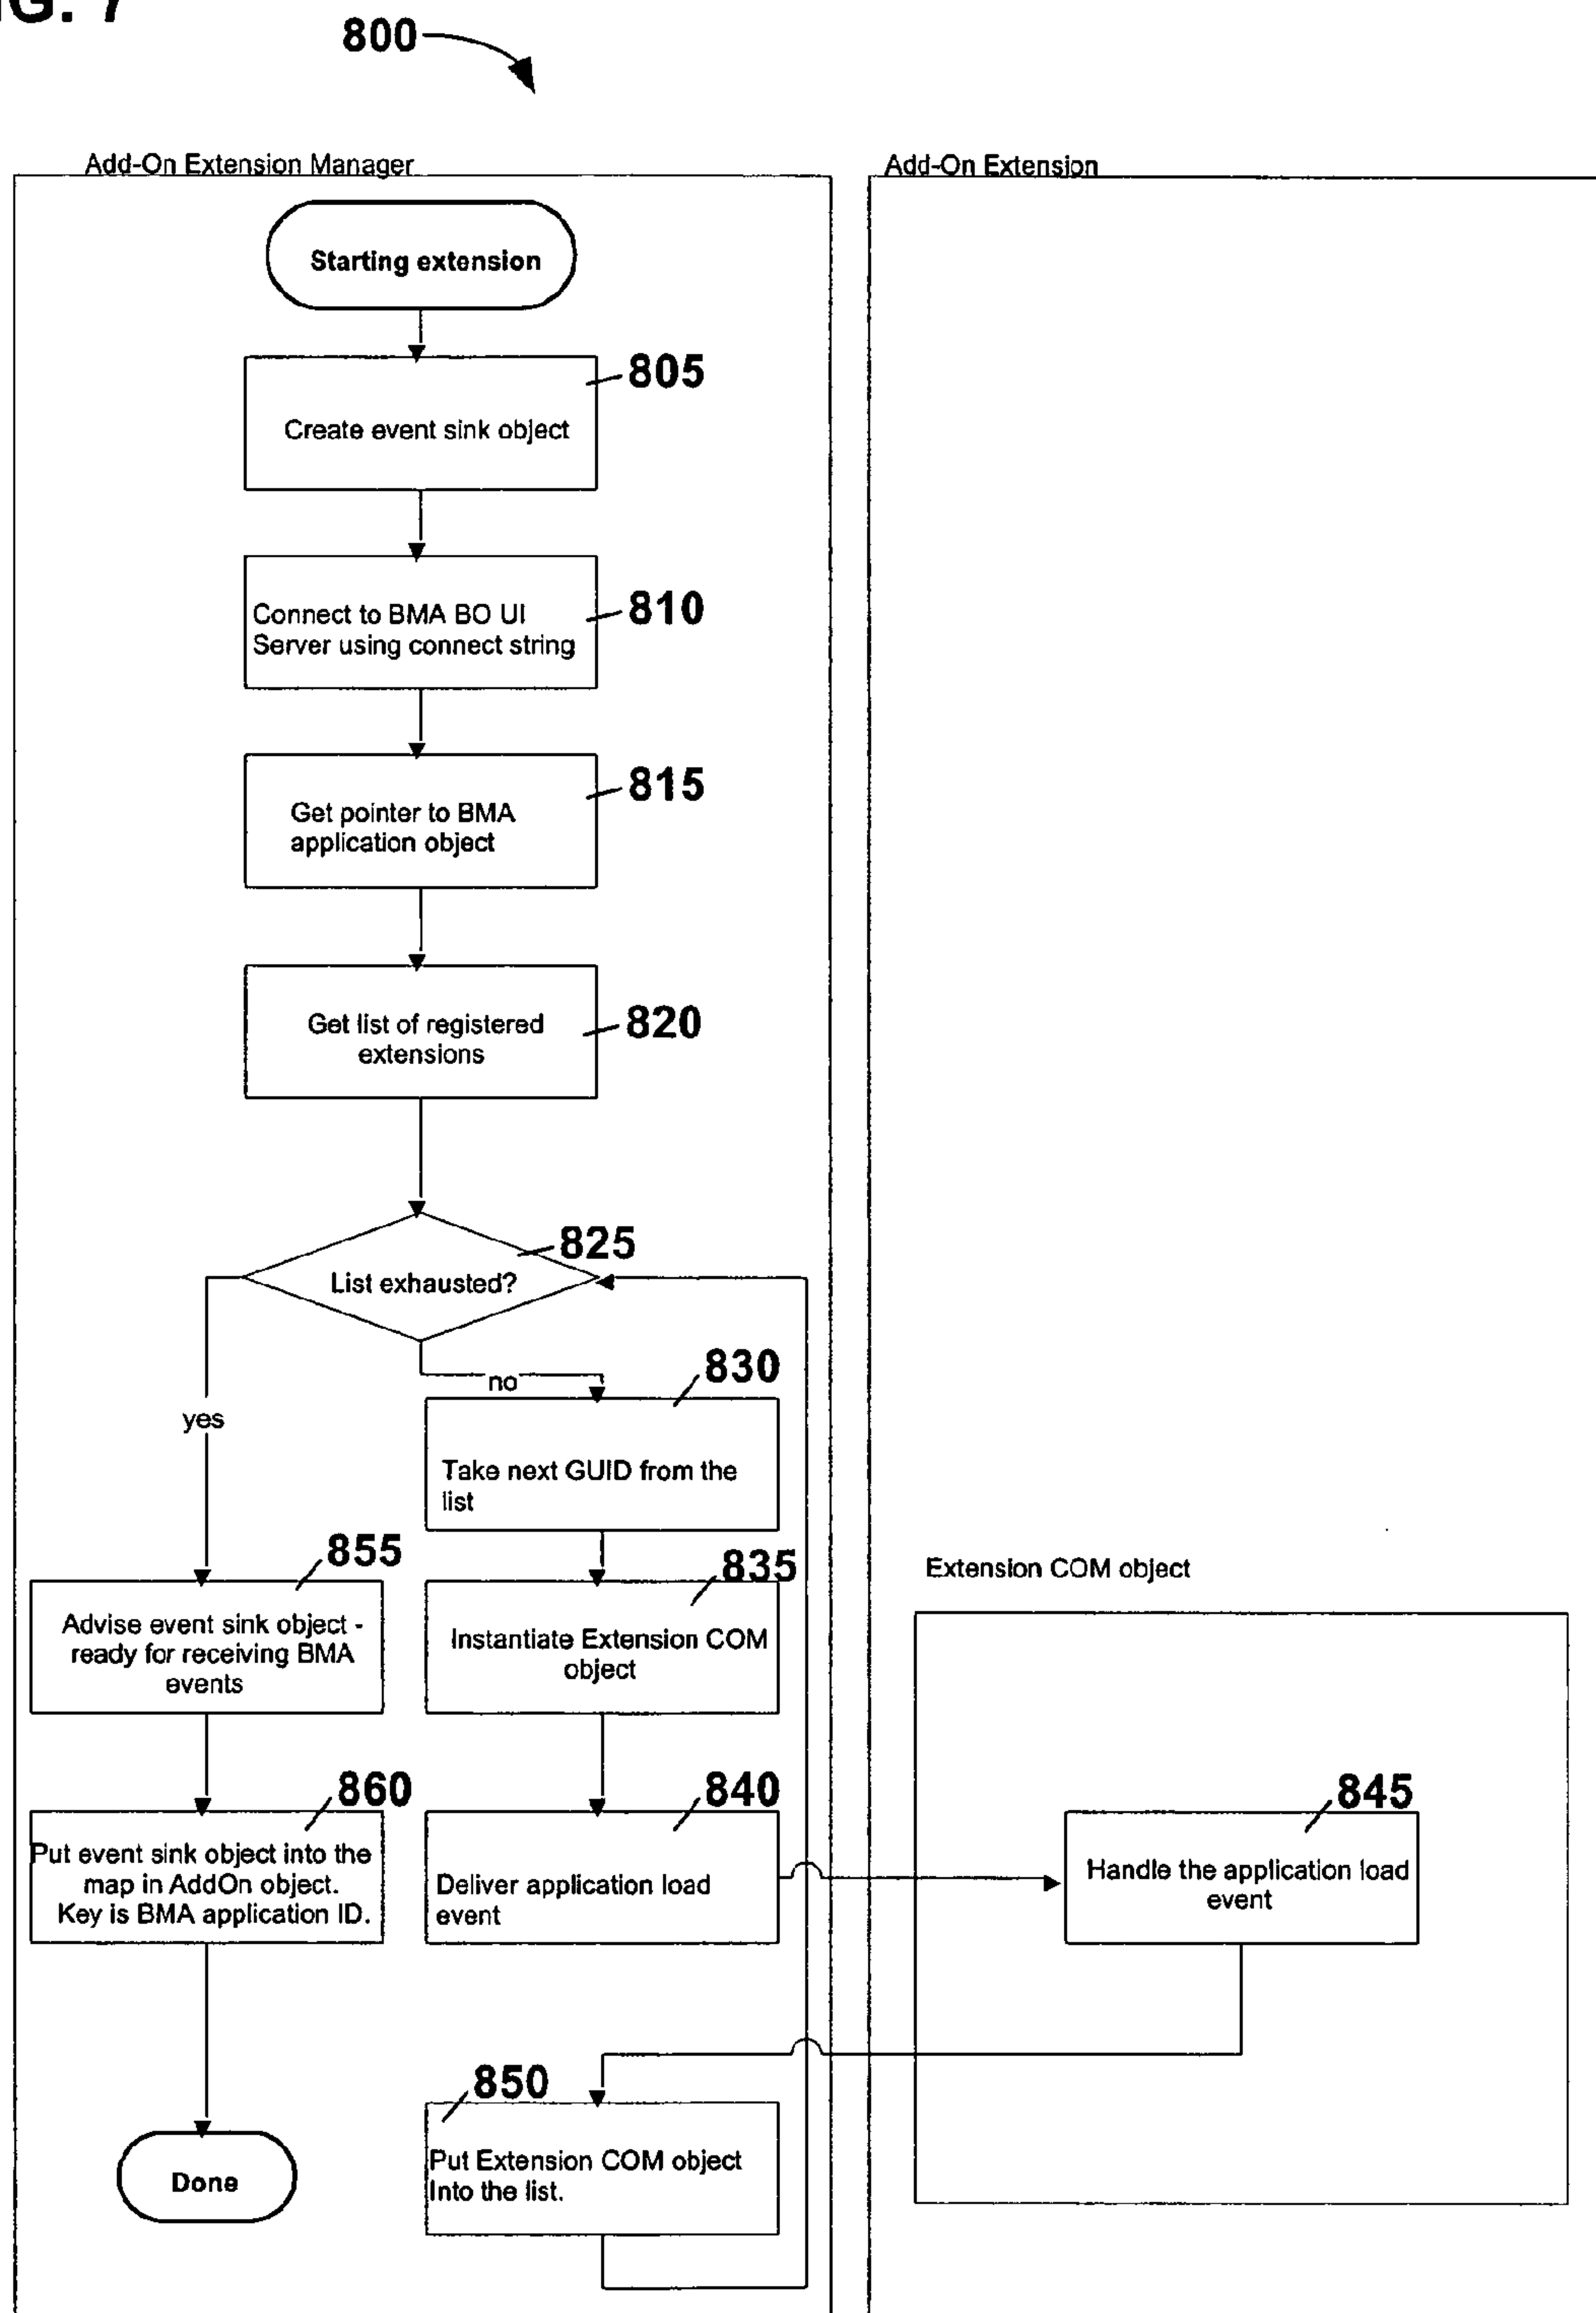 IG. 7
800
Add-On Extension Manager
Add-On Extension
Starting extension
805
Create event sink object
810
Connect to BMA BO UI
Server using connect string
815
Get pointer to BMA
application object
820
Get list of registered
extensions
825
List exhausted?
no
830
yes
Take next GUID from the
list
855
835
Extension COM object
Advise event sink object -
ready for receiving BMA
events
Instantiate Extension COM
object
860
840
845
Put event sink object into the
map in AddOn object.
Key is BMA application ID.
Deliver application load
event
Handle the application load
event
850
Done
Put Extension COM object
Into the list.